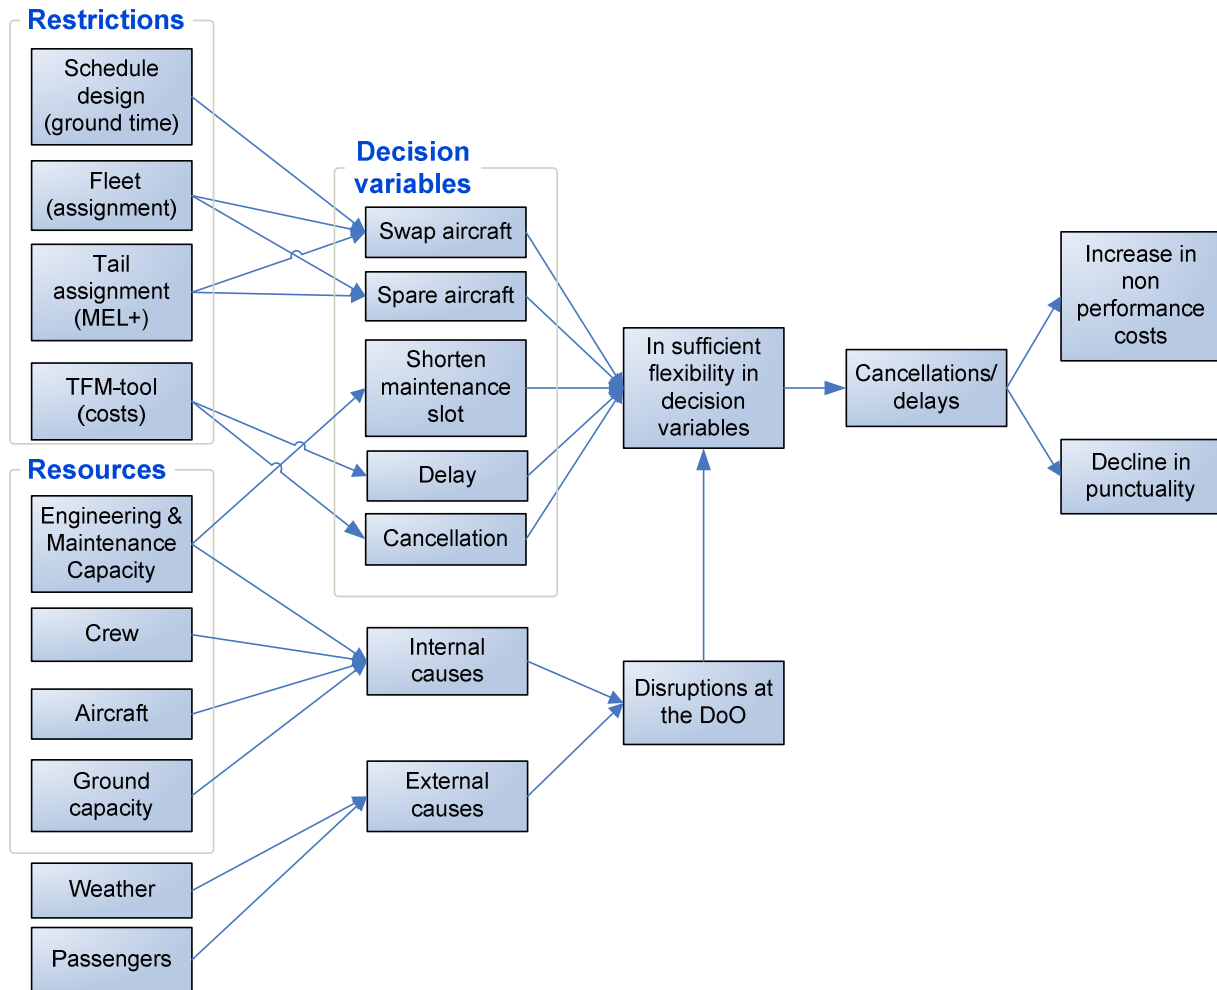 Restrictions
Schedule
design
(ground time)
Fleet
(assignment)
Tail
assignment
(MEL+)
TFM-tool
(costs)
Resources
Engineering &
Maintenance
Capacity
Crew
Aircraft
Ground
capacity
Weather
Passengers
Decision
variables
Swap aircraft
Spare aircraft
Shorten
maintenance
slot
Delay
Cancellation
Internal
causes
External
causes
In sufficient
flexibility in
decision
variables
Disruptions at
the DoO
Cancellations/
delays
Increase in
non
performance
costs
Decline in
punctuality